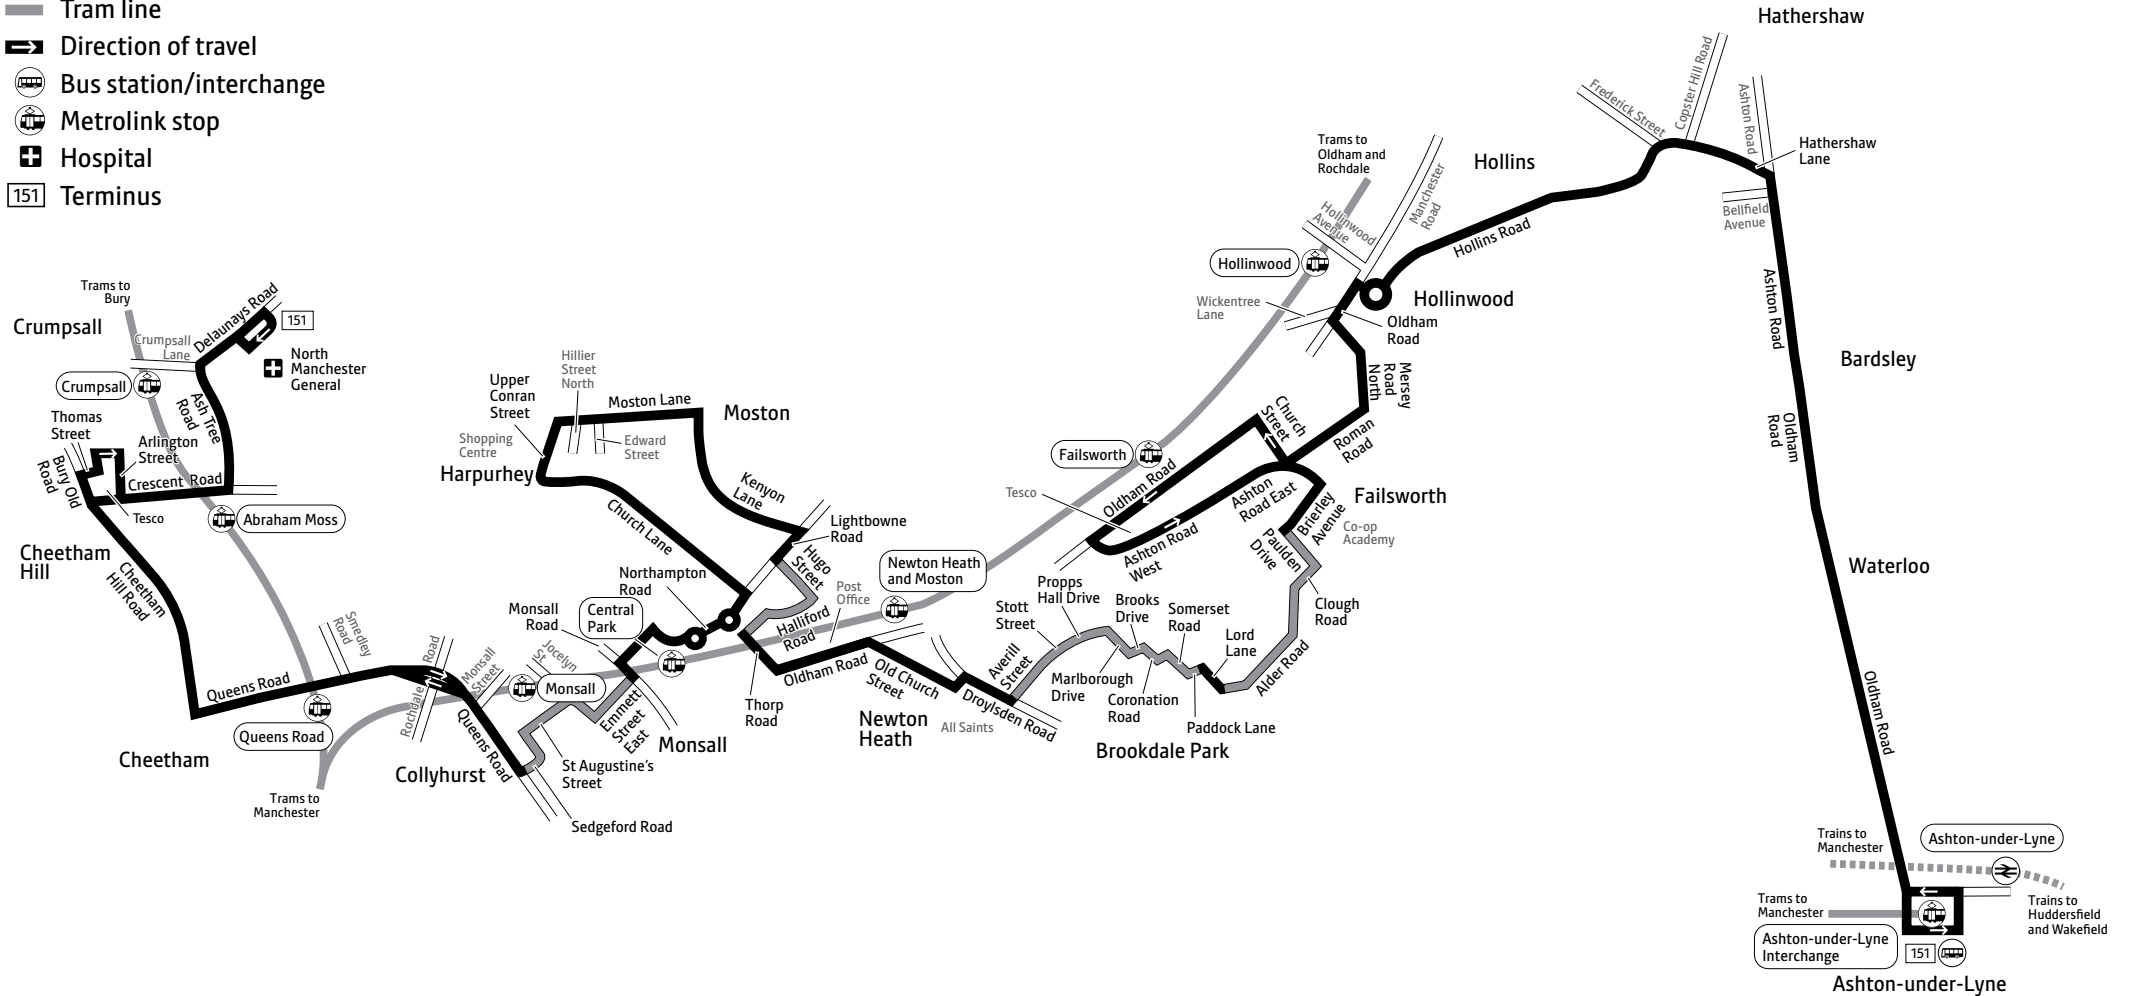 Tram line
Direction of travel
Bus station/interchange
Metrolink stop
Hospital
151
Terminus
Trams to
Bury
Crumpsall
Crumpsall
Lane
Delaunays Road
151
North
Manchester
General
Crumpsall
Ash Tree
Road
Thomas
Street
Arlington
Street
Bury Old
Road
Crescent Road
Tesco
Abraham Moss
Cheetham
Hill
Cheetham
Hill Road
Queens Road
Smedley
Road
Queens Road
Cheetham
Trams to
Manchester
Rochdale
Road
Monsall
Street
Jocelyn
St
Monsall
Queens Road
Collyhurst
Sedgeford Road
St Augustine's
Street
Emmett
Street
East
Monsall
Monsall
Road
Central
Park
Northampton
Road
Church Lane
Harpurhey
Shopping
Centre
Upper
Conran
Street
Hillier
Street
North
Moston Lane
Edward
Street
Moston
Kenyon
Lane
Lightbowne
Road
Hugo
Street
Halliford
Road
Post
Office
Newton Heath
and Moston
Thorp
Road
Oldham Road
Old Church
Street
Newton
Heath
All Saints
Droylsden Road
Averill
Street
Stott
Street
Propps
Hall Drive
Marlborough
Drive
Brooks
Drive
Coronation
Road
Somerset
Road
Paddock Lane
Brookdale Park
Lord
Lane
Alder Road
Clough
Road
Paulden
Drive
Brierley
Avenue
Co-op
Academy
Failsworth
Ashton
Road East
Ashton Road
West
Tesco
Oldham Road
Failsworth
Church
Street
Roman
Road
Mersey
Road
North
Oldham
Road
Wickentree
Lane
Hollinwood
Hollinwood
Hollinwood
Avenue
Trams to
Oldham and
Rochdale
Manchester
Road
Hollins
Hollins Road
Frederick Street
Copster Hill Road
Hathershaw
Ashton Road
Hathershaw
Lane
Bellfield
Avenue
Ashton Road
Bardsley
Oldham
Road
Waterloo
Oldham Road
Trains to
Manchester
Ashton-under-Lyne
Trains to
Huddersfield
and Wakefield
Trams to
Manchester
Ashton-under-Lyne
Interchange
151
Ashton-under-Lyne